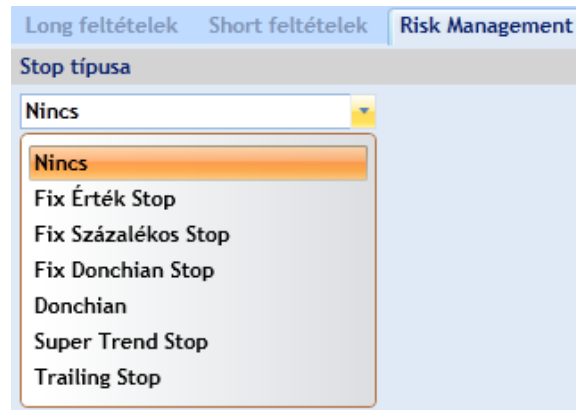 Long feltételek Short feltételek Risk Management
Stop típusa
Nincs
Nincs
Fix Érték Stop
Fix Százalékos Stop
Fix Donchian Stop
Donchian
Super Trend Stop
Trailing Stop